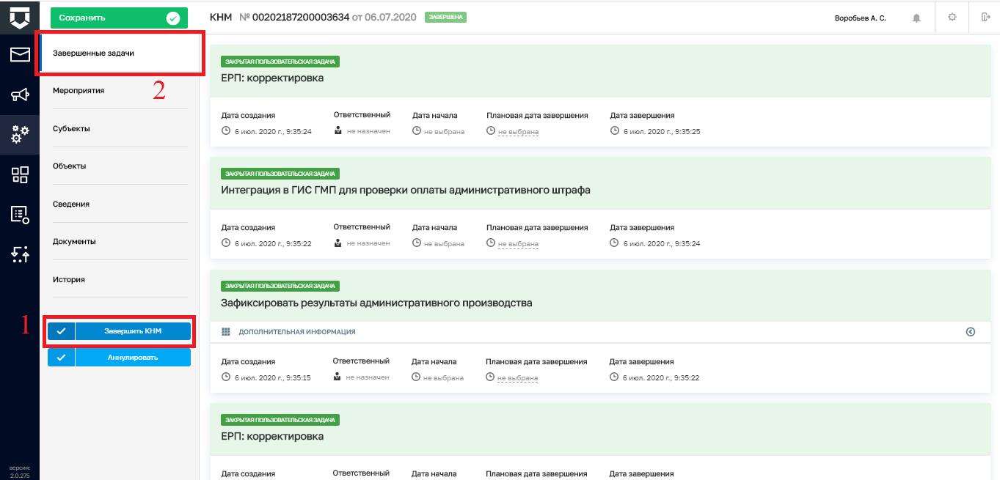 Сохранить
КНМ № 00202187200003634 от 06.07.2020 ЗАВЕРШЕНА
Воробьев А. С.
Завершенные задачи
Мероприятия
2
Субъекты
Объекты
Сведения
Документы
История
1
Завершить КНМ
Аннулировать
версия:
2.0.275
ЗАКРЫТАЯ ПОЛЬЗОВАТЕЛЬСКАЯ ЗАДАЧА
ЕРП: корректировка
Дата создания Ответственный Дата начала Плановая дата завершения Дата завершения
6 июл. 2020 г., 9:35:24 не назначен не выбрана не выбрана 6 июл. 2020 г., 9:35:25
ЗАКРЫТАЯ ПОЛЬЗОВАТЕЛЬСКАЯ ЗАДАЧА
Интеграция в ГИС ГМП для проверки оплаты административного штрафа
Дата создания Ответственный Дата начала Плановая дата завершения Дата завершения
6 июл. 2020 г., 9:35:22 не назначен не выбрана не выбрана 6 июл. 2020 г., 9:35:24
ЗАКРЫТАЯ ПОЛЬЗОВАТЕЛЬСКАЯ ЗАДАЧА
Зафиксировать результаты административного производства
ДОПОЛНИТЕЛЬНАЯ ИНФОРМАЦИЯ
Дата создания Ответственный Дата начала Плановая дата завершения Дата завершения
6 июл. 2020 г., 9:35:15 не назначен не выбрана не выбрана 6 июл. 2020 г., 9:35:22
ЗАКРЫТАЯ ПОЛЬЗОВАТЕЛЬСКАЯ ЗАДАЧА
ЕРП: корректировка
Дата создания Ответственный Дата начала Плановая дата завершения Дата завершения